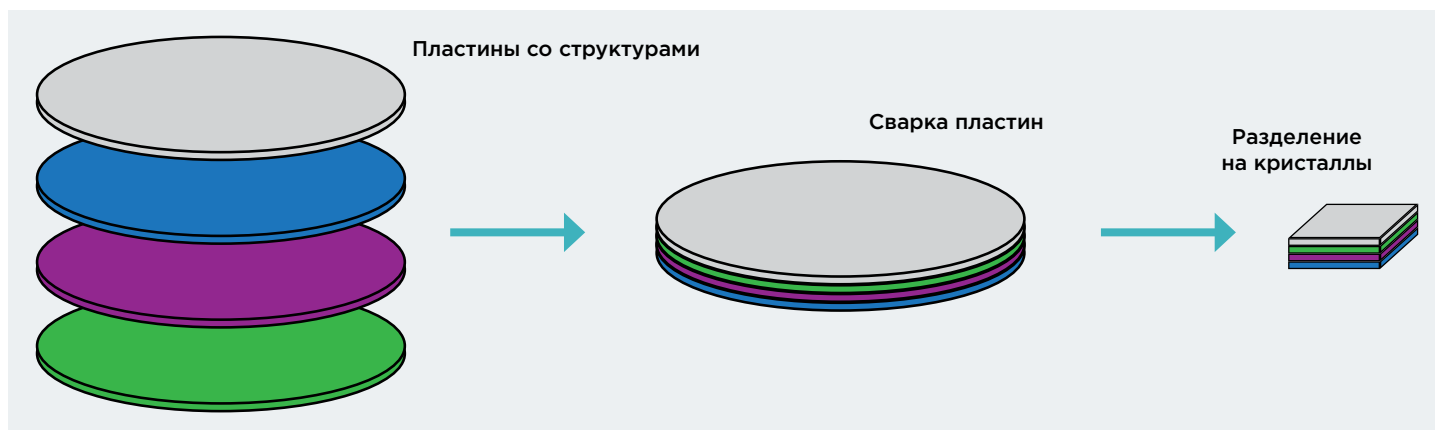 Пластины со структурами
Сварка пластин
Разделение
на кристаллы